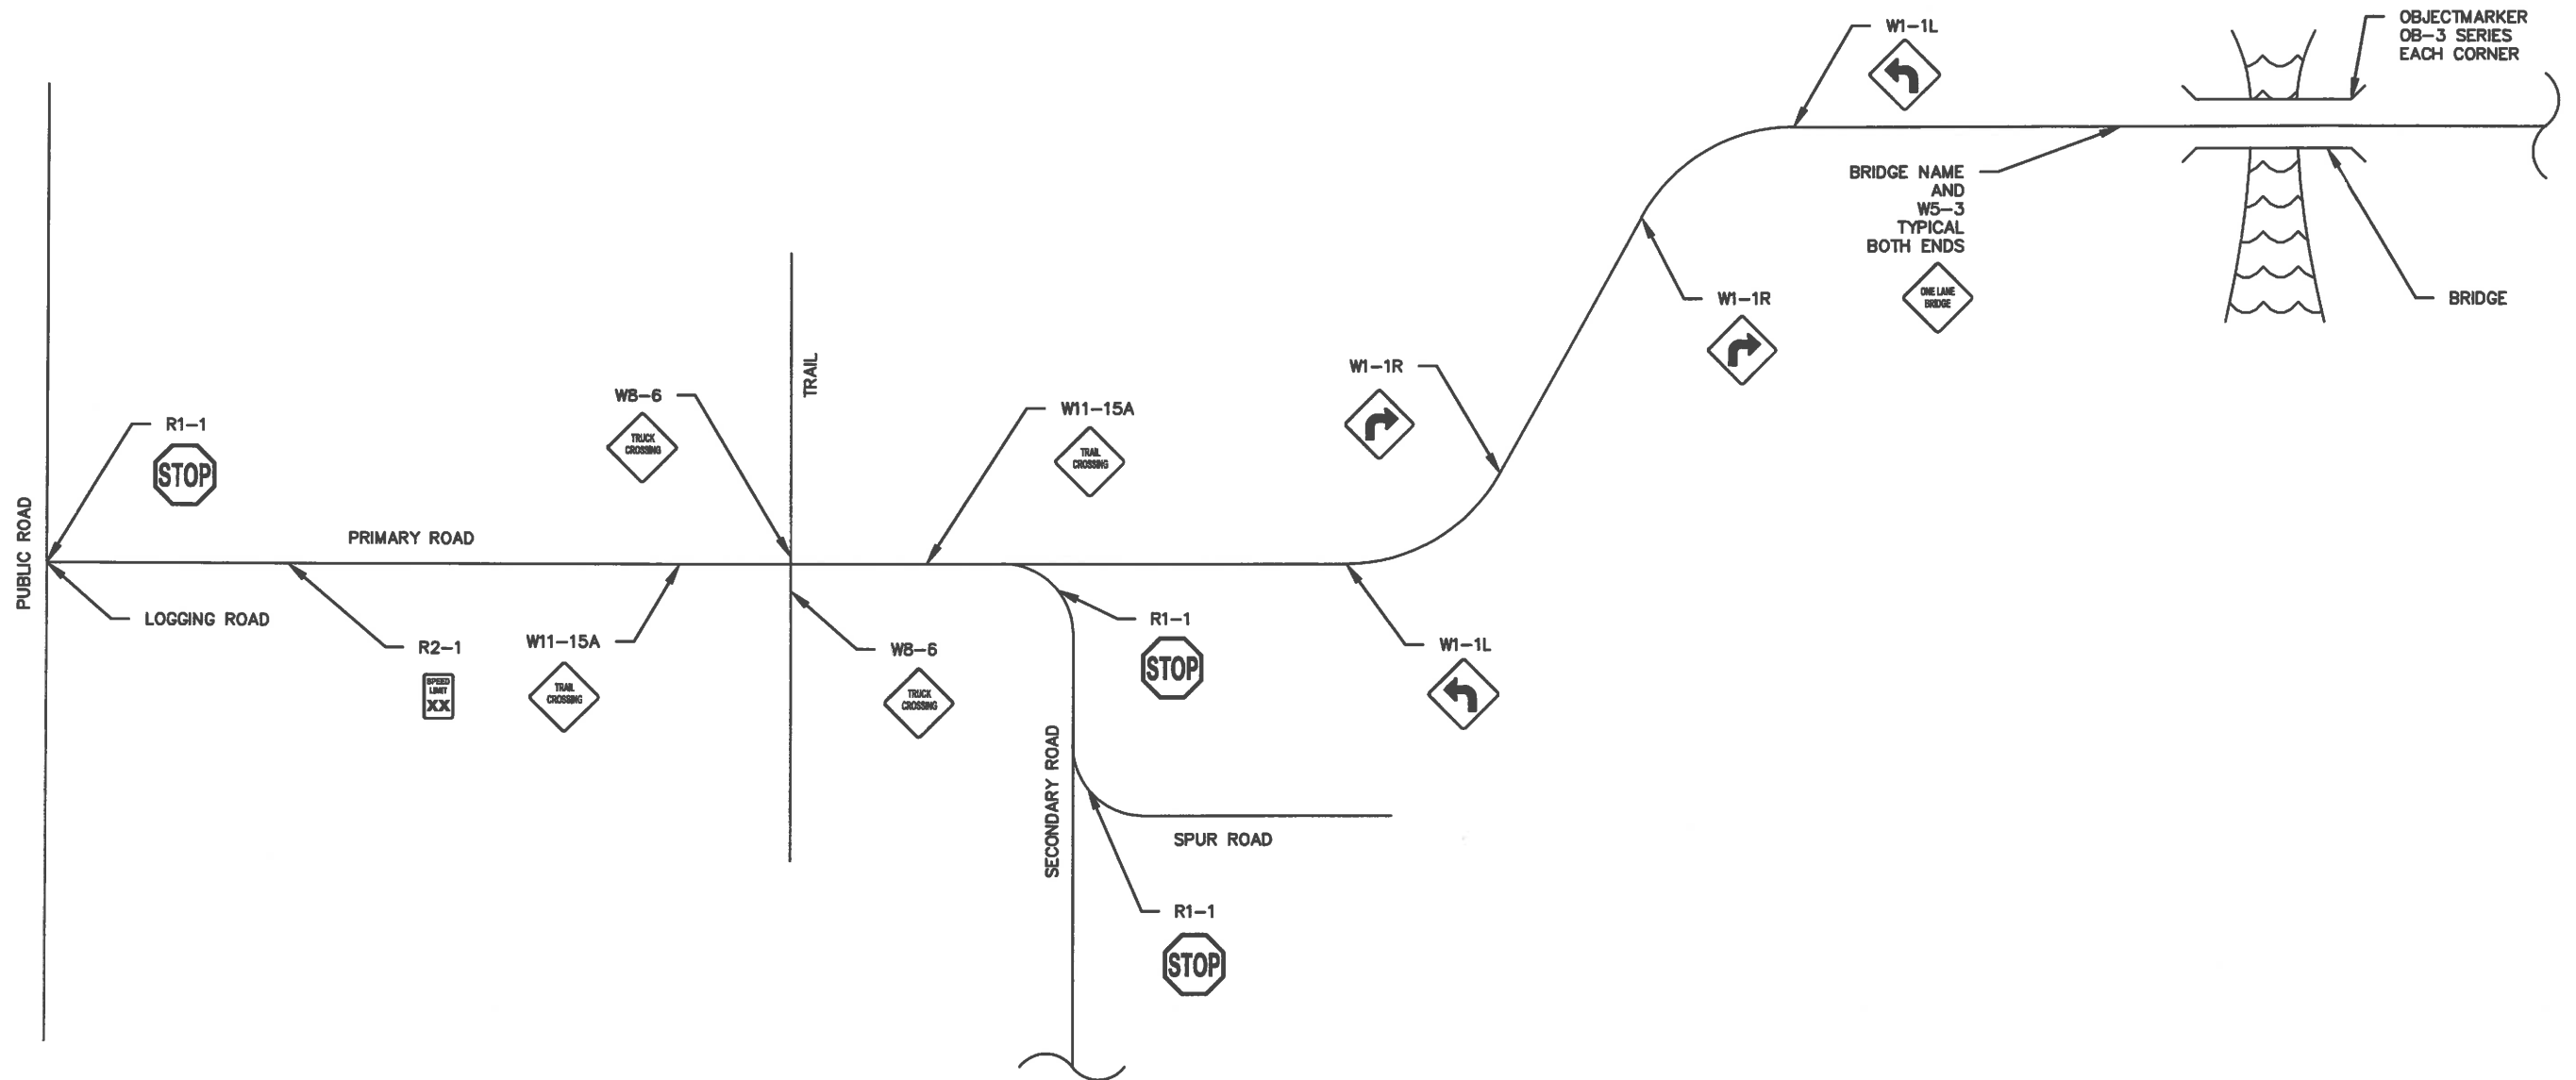 OBJECTMARKER
OB-3 SERIES
EACH CORNER
W1-1L
BRIDGE NAME
AND
W5-3
TYPICAL
BOTH ENDS
ONE LANE
BRIDGE
BRIDGE
W1-1R
W1-1R
TRAIL
W8-6
TRUCK
CROSSING
W11-15A
TRAIL
CROSSING
R1-1
STOP
PUBLIC ROAD
PRIMARY ROAD
LOGGING ROAD
R2-1
SPEED
LIMIT
XX
W11-15A
TRAIL
CROSSING
W8-6
TRUCK
CROSSING
R1-1
STOP
W1-1L
SECONDARY ROAD
SPUR ROAD
R1-1
STOP